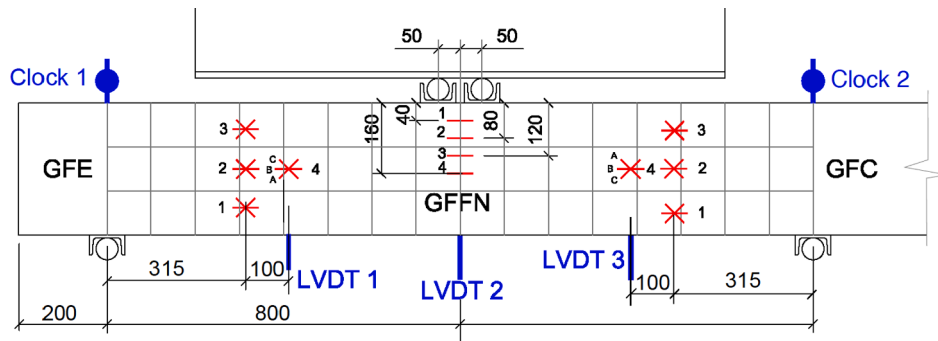 50 50
Clock 1
Clock 2
1
2
3
4
40
160
80
120
GFE
3
2
1
C
B
A
4
GFFN
A
B
C
4
3
2
1
GFC
LVDT 1
LVDT 2
LVDT 3
315 100
100 315
200 800